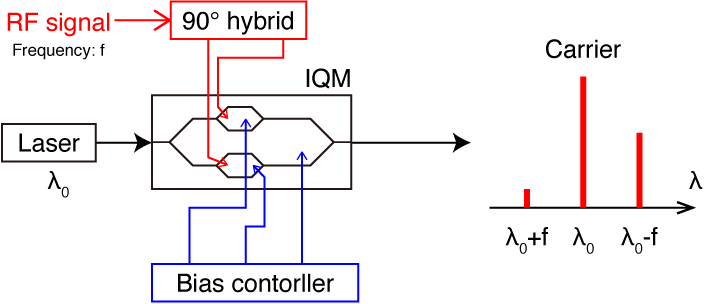 RF signal
Frequency: f
90° hybrid
IQM
Laser
λ₀
Bias contorller
Carrier
λ
λ₀+f
λ₀
λ₀-f